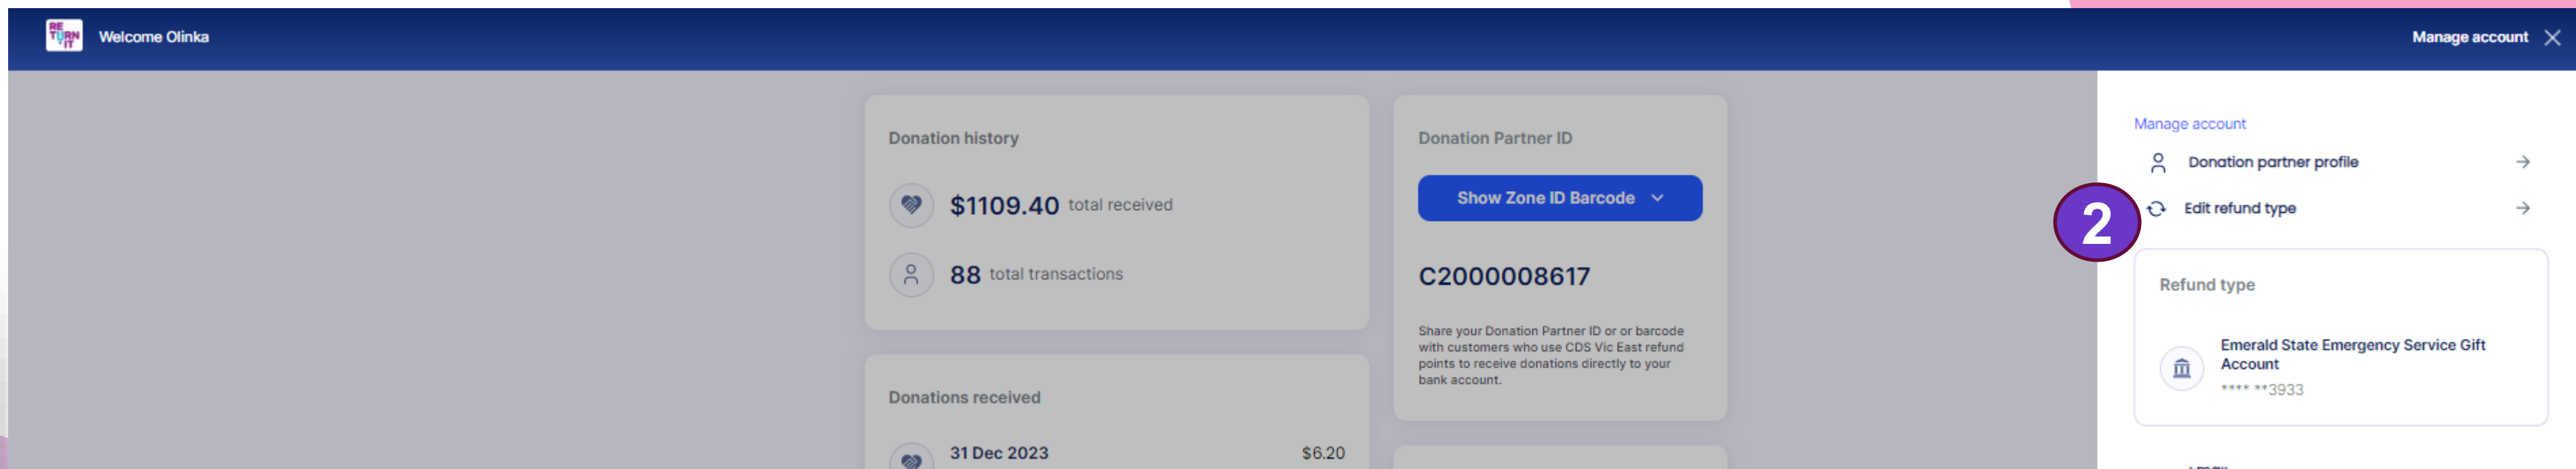 RE
TURN
IT
Welcome Olinka
Manage account
Donation history
$1109.40 total received
88 total transactions
Donations received
31 Dec 2023 $6.20
Donation Partner ID
Show Zone ID Barcode
C2000008617
Share your Donation Partner ID or or barcode
with customers who use CDS Vic East refund
points to receive donations directly to your
bank account.
Manage account
Donation partner profile
2
Edit refund type
Refund type
Emerald State Emergency Service Gift
Account
**** **3933